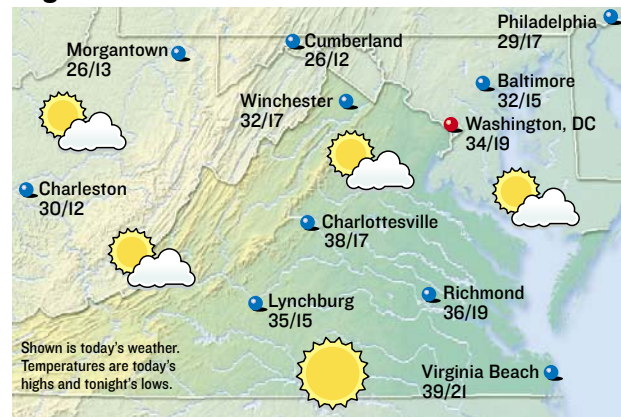 Philadelphia
29/17
Morgantown
26/13
Cumberland
26/12
Baltimore
32/15
Winchester
32/17
Washington, DC
34/19
Charleston
30/12
Charlottesville
38/17
Lynchburg
35/15
Richmond
36/19
Shown is today's weather.
Temperatures are today's
highs and tonight's lows.
Virginia Beach
39/21